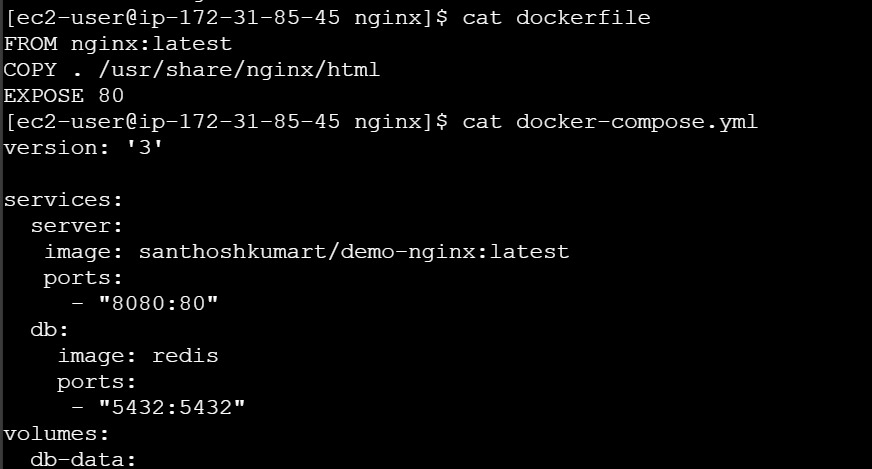 [ec2-user@ip-172-31-85-45 nginx]$ cat dockerfile
FROM nginx:latest
COPY . /usr/share/nginx/html
EXPOSE 80
[ec2-user@ip-172-31-85-45 nginx]$ cat docker-compose.yml
version: '3'

services:
  server:
   image: santhoshkumart/demo-nginx:latest
   ports:
     - "8080:80"
  db:
    image: redis
    ports:
     - "5432:5432"
volumes:
  db-data: